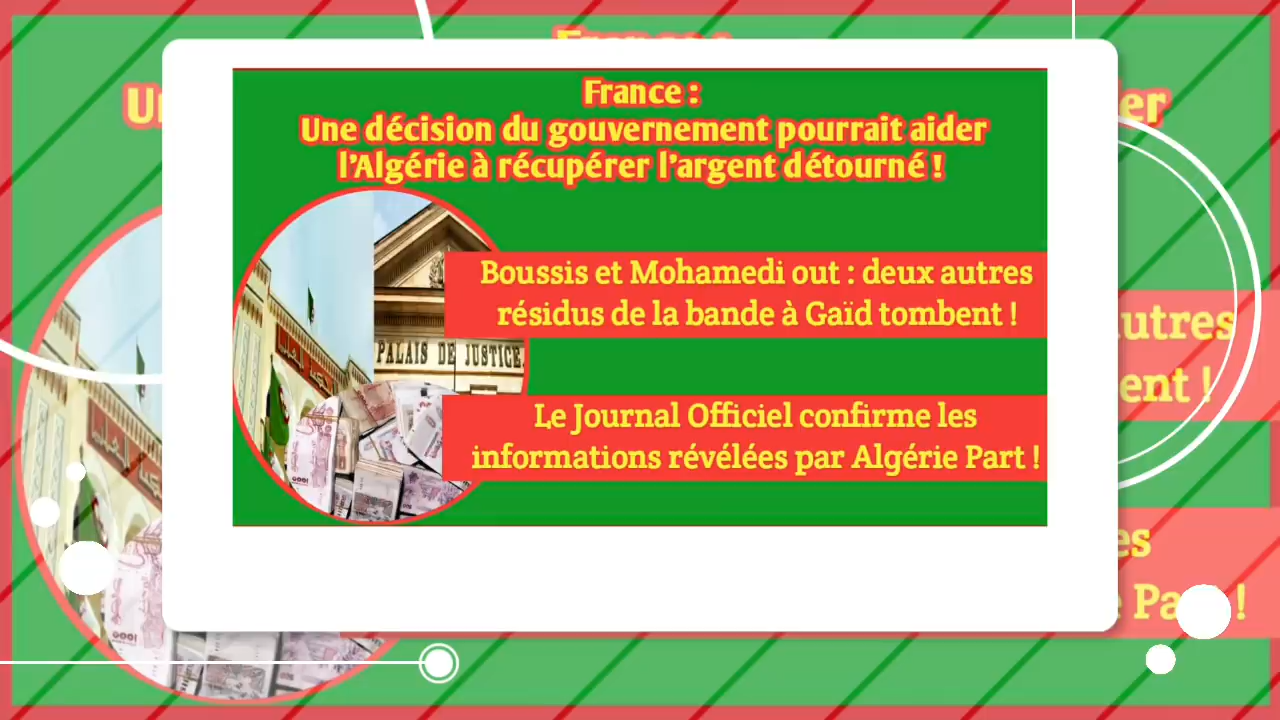 France :
Une décision du gouvernement pourrait aider
l'Algérie à récupérer l'argent détourné !
Boussis et Mohamedi out : deux autres
résidus de la bande à Gaïd tombent !
PALAIS DE JUSTICE
Le Journal Officiel confirme les
informations révélées par Algérie Part !